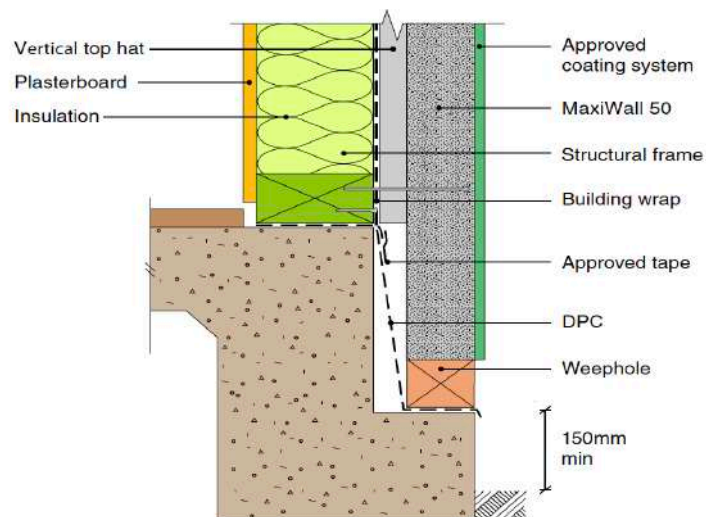 Vertical top hat
Plasterboard
Insulation
Approved
coating system
MaxiWall 50
Structural frame
Building wrap
Approved tape
DPC
Weephole
150mm
min